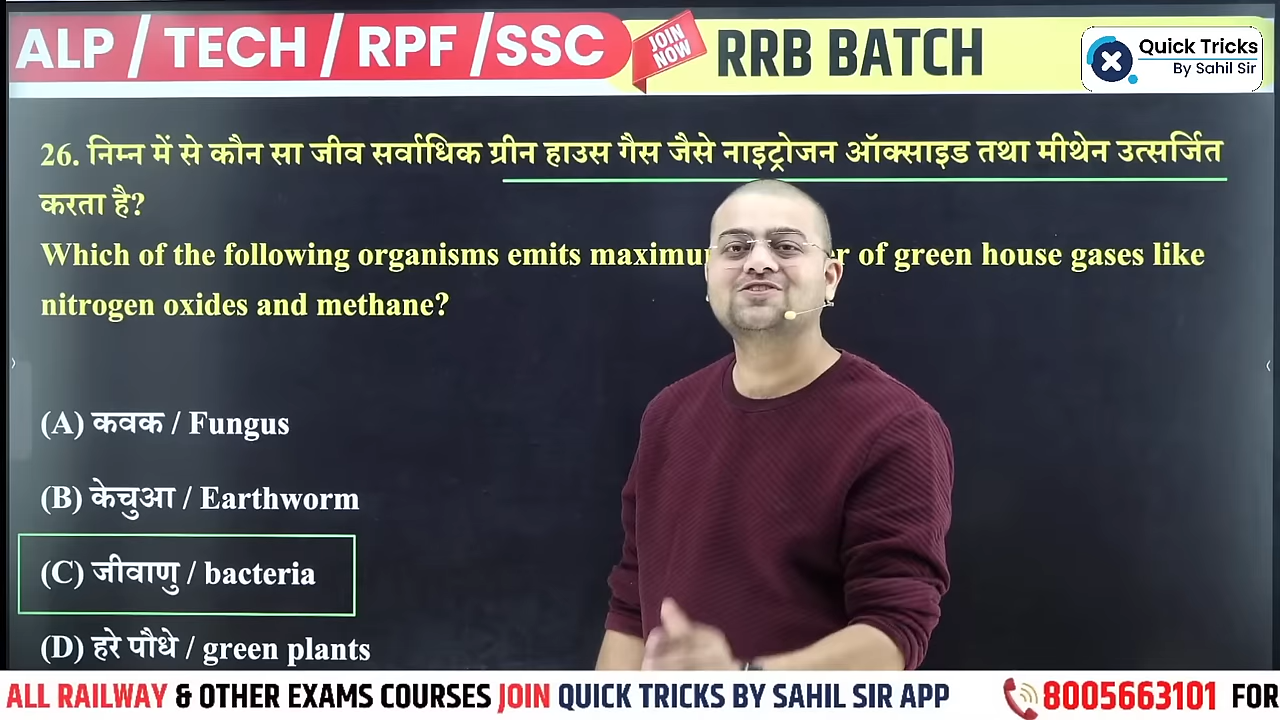 ALP / TECH / RPF / SSC
JOIN
NOW
RRB BATCH
Quick Tricks
By Sahil Sir
26. निम्न में से कौन सा जीव सर्वाधिक ग्रीन हाउस गैस जैसे नाइट्रोजन ऑक्साइड तथा मीथेन उत्सर्जित
करता है?
Which of the following organisms emits of green house gases like
nitrogen oxides and methane?
(A) कवक / Fungus
(B) केचुआ / Earthworm
(C) जीवाणु / bacteria
(D) हरे पौधे / green plants
ALL RAILWAY & OTHER EXAMS COURSES JOIN QUICK TRICKS BY SAHIL SIR APP 8005663101 FOR